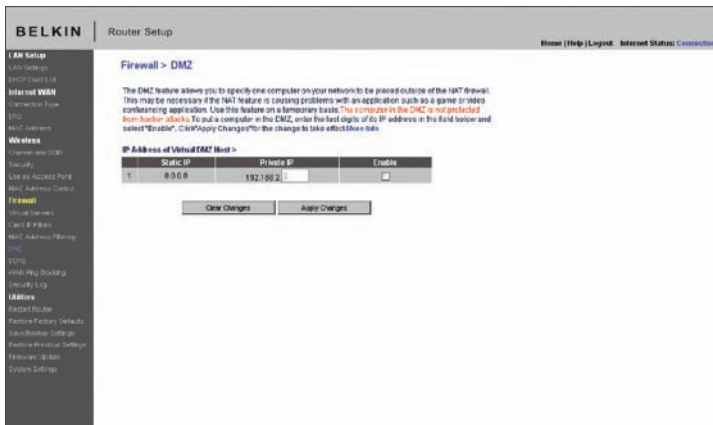 BELKIN
Router Setup
Home |Help |Logout Internet Status: Connection
LAN Setup
LAN Settings
DHCP Client List
Internet WAN
Connection Type
DNS
MAC Address
Wireless
Channel and SSID
Security
Use as Access Point
MAC Address Control
Firewall
Virtual Servers
Client IP Filters
MAC Address Filtering
DMZ
DDNS
WAN Ping Blocking
Security Log
Utilities
Restart Router
Restore Factory Defaults
Save/Backup Settings
Restore Previous Settings
Firmware Update
System Settings
Firewall > DMZ
The DMZ feature allows you to specify one computer on your network to be placed outside of the NAT firewall.
This may be necessary if the NAT feature is causing problems with an application such as a game or video
conferencing application. Use this feature on a temporary basis.The computer in the DMZ is not protected
from hacker attacks.To put a computer in the DMZ, enter the last digits of its IP address in the field below and
select"Enable". Click"Apply Changes"for the change to take effect.More Info
IP Address of Virtual DMZ Host >
Static IP Private IP Enable
1 0.0.0.0 192.168.2.
Clear Changes Apply Changes